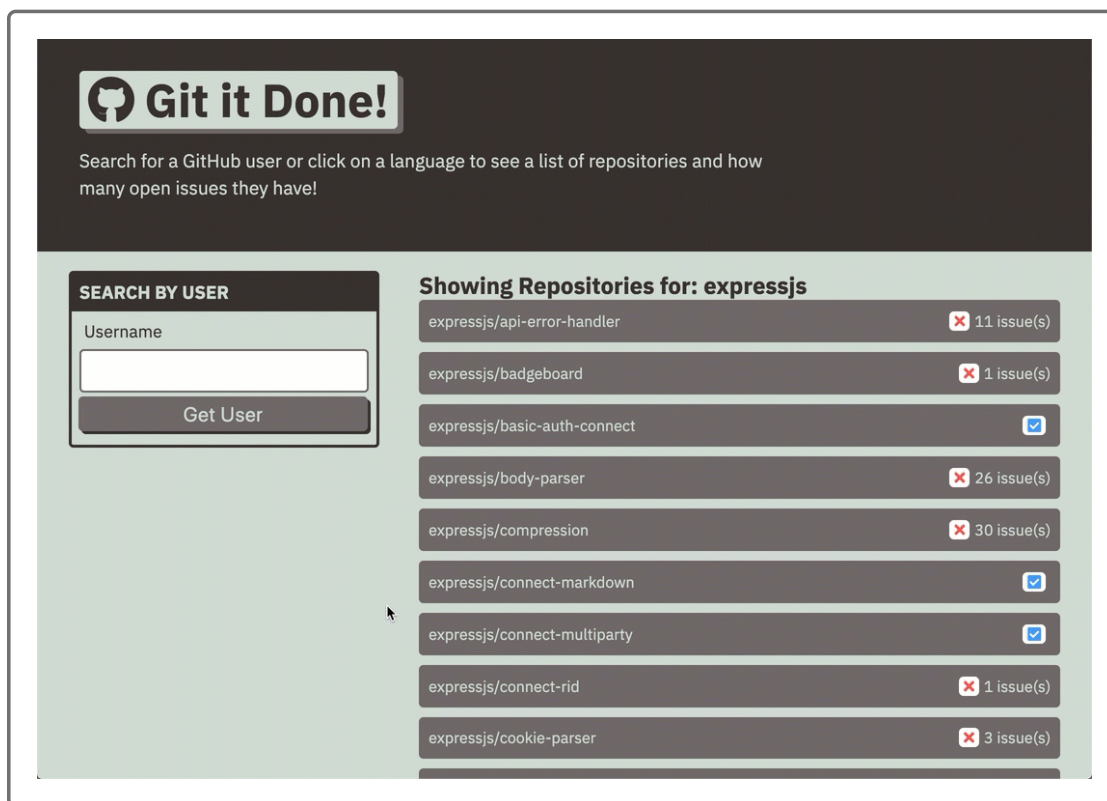 Git it Done!
Search for a GitHub user or click on a language to see a list of repositories and how
many open issues they have!
SEARCH BY USER
Username
Get User
Showing Repositories for: expressjs
expressjs/api-error-handler 11 issue(s)
expressjs/badgeboard 1 issue(s)
expressjs/basic-auth-connect
expressjs/body-parser 26 issue(s)
expressjs/compression 30 issue(s)
expressjs/connect-markdown
expressjs/connect-multiparty
expressjs/connect-rid 1 issue(s)
expressjs/cookie-parser 3 issue(s)